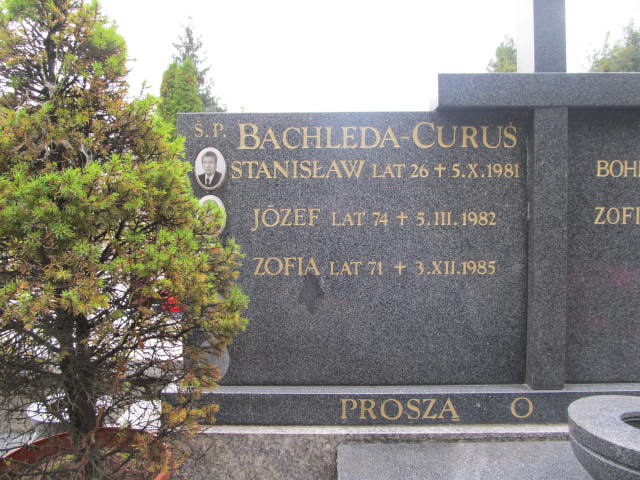 Ś. P. BACHLEDA-CURUŚ
STANISŁAW LAT 26 + 5.X.1981
JÓZEF LAT 74 + 5.III.1982
ZOFIA LAT 71 + 3.XII.1985
ZOFI
PROSZĄ O